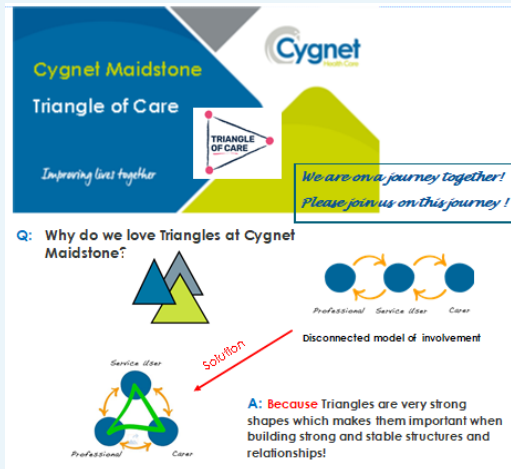 Cygnet
Health Care
Cygnet Maidstone
Triangle of Care
TRIANGLE
OF CARE
Improving lives together
We are on a journey together!
Please join us on this journey !
Q: Why do we love Triangles at Cygnet
Maidstone?
Professional Service User Carer
Disconnected model of involvement
Solution
Service User
Professional Carer
A: Because Triangles are very strong
shapes which makes them important when
building strong and stable structures and
relationships!